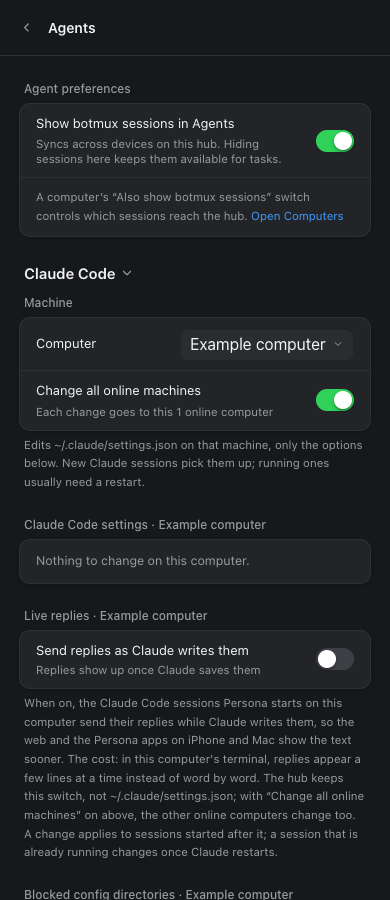 Agents
Agent preferences
Show botmux sessions in Agents
Syncs across devices on this hub. Hiding
sessions here keeps them available for tasks.
A computer's “Also show botmux sessions” switch
controls which sessions reach the hub. Open Computers
Claude Code
Machine
Computer
Example computer
Change all online machines
Each change goes to this 1 online computer
Edits ~/.claude/settings.json on that machine, only the options
below. New Claude sessions pick them up; running ones
usually need a restart.
Claude Code settings · Example computer
Nothing to change on this computer.
Live replies · Example computer
Send replies as Claude writes them
Replies show up once Claude saves them
When on, the Claude Code sessions Persona starts on this
computer send their replies while Claude writes them, so the
web and the Persona apps on iPhone and Mac show the text
sooner. The cost: in this computer's terminal, replies appear a
few lines at a time instead of word by word. The hub keeps
this switch, not ~/.claude/settings.json; with “Change all online
machines” on above, the other online computers change too.
A change applies to sessions started after it; a session that is
already running changes once Claude restarts.
Blocked config directories · Example computer